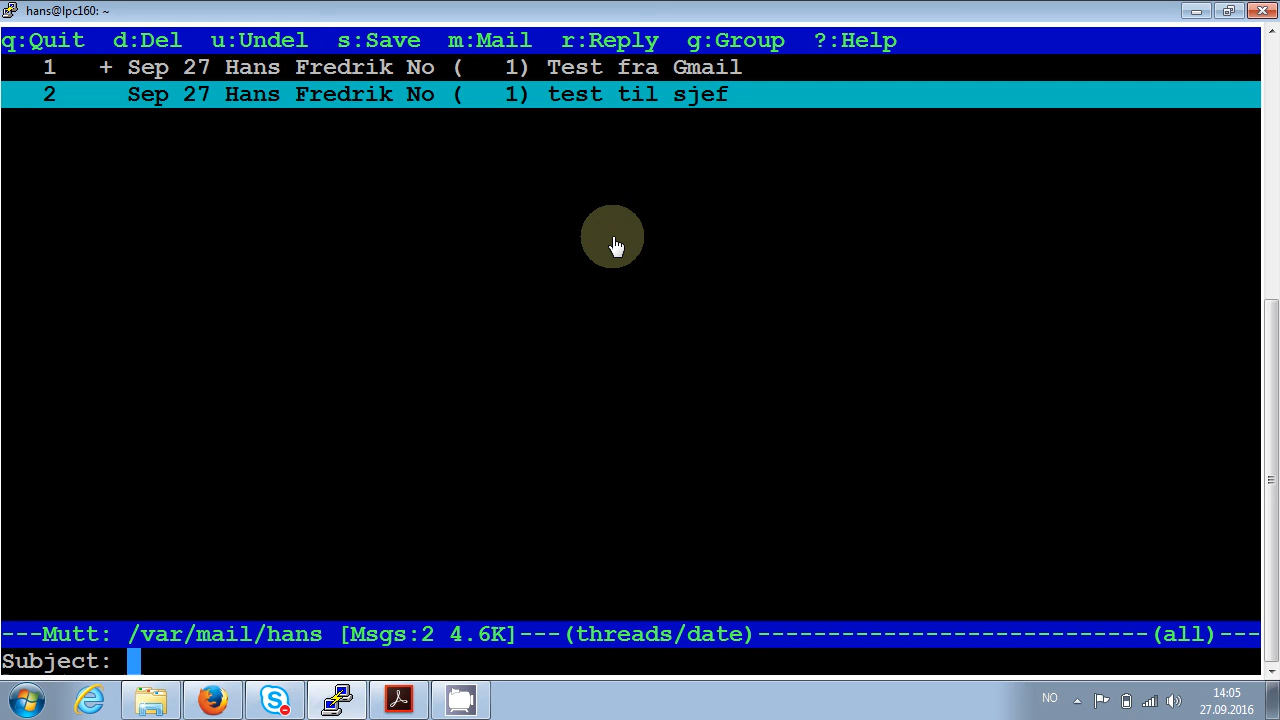 hans@lpc160: ~
q:Quit  d:Del  u:Undel  s:Save  m:Mail  r:Reply  g:Group  ?:Help
   1   + Sep 27 Hans Fredrik No (   1) Test fra Gmail
   2     Sep 27 Hans Fredrik No (   1) test til sjef
---Mutt: /var/mail/hans [Msgs:2 4.6K]---(threads/date)----------------------------(all)---
Subject:
NO
14:05
27.09.2016